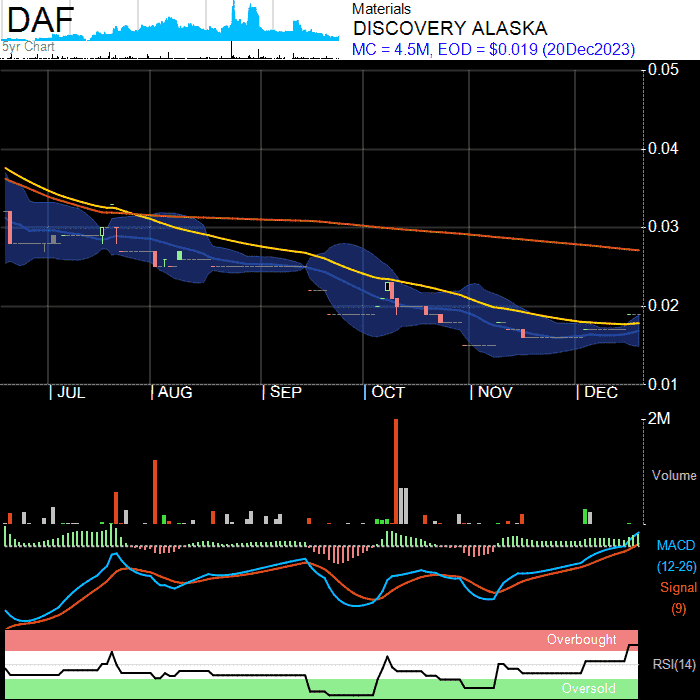 DAF
5yr Chart
Materials
DISCOVERY ALASKA
MC = 4.5M, EOD = $0.019 (20Dec2023)
0.05
0.04
0.03
0.02
0.01
JUL AUG SEP OCT NOV DEC
2M
Volume
MACD
(12-26)
Signal
(9)
Overbought
RSI(14)
Oversold